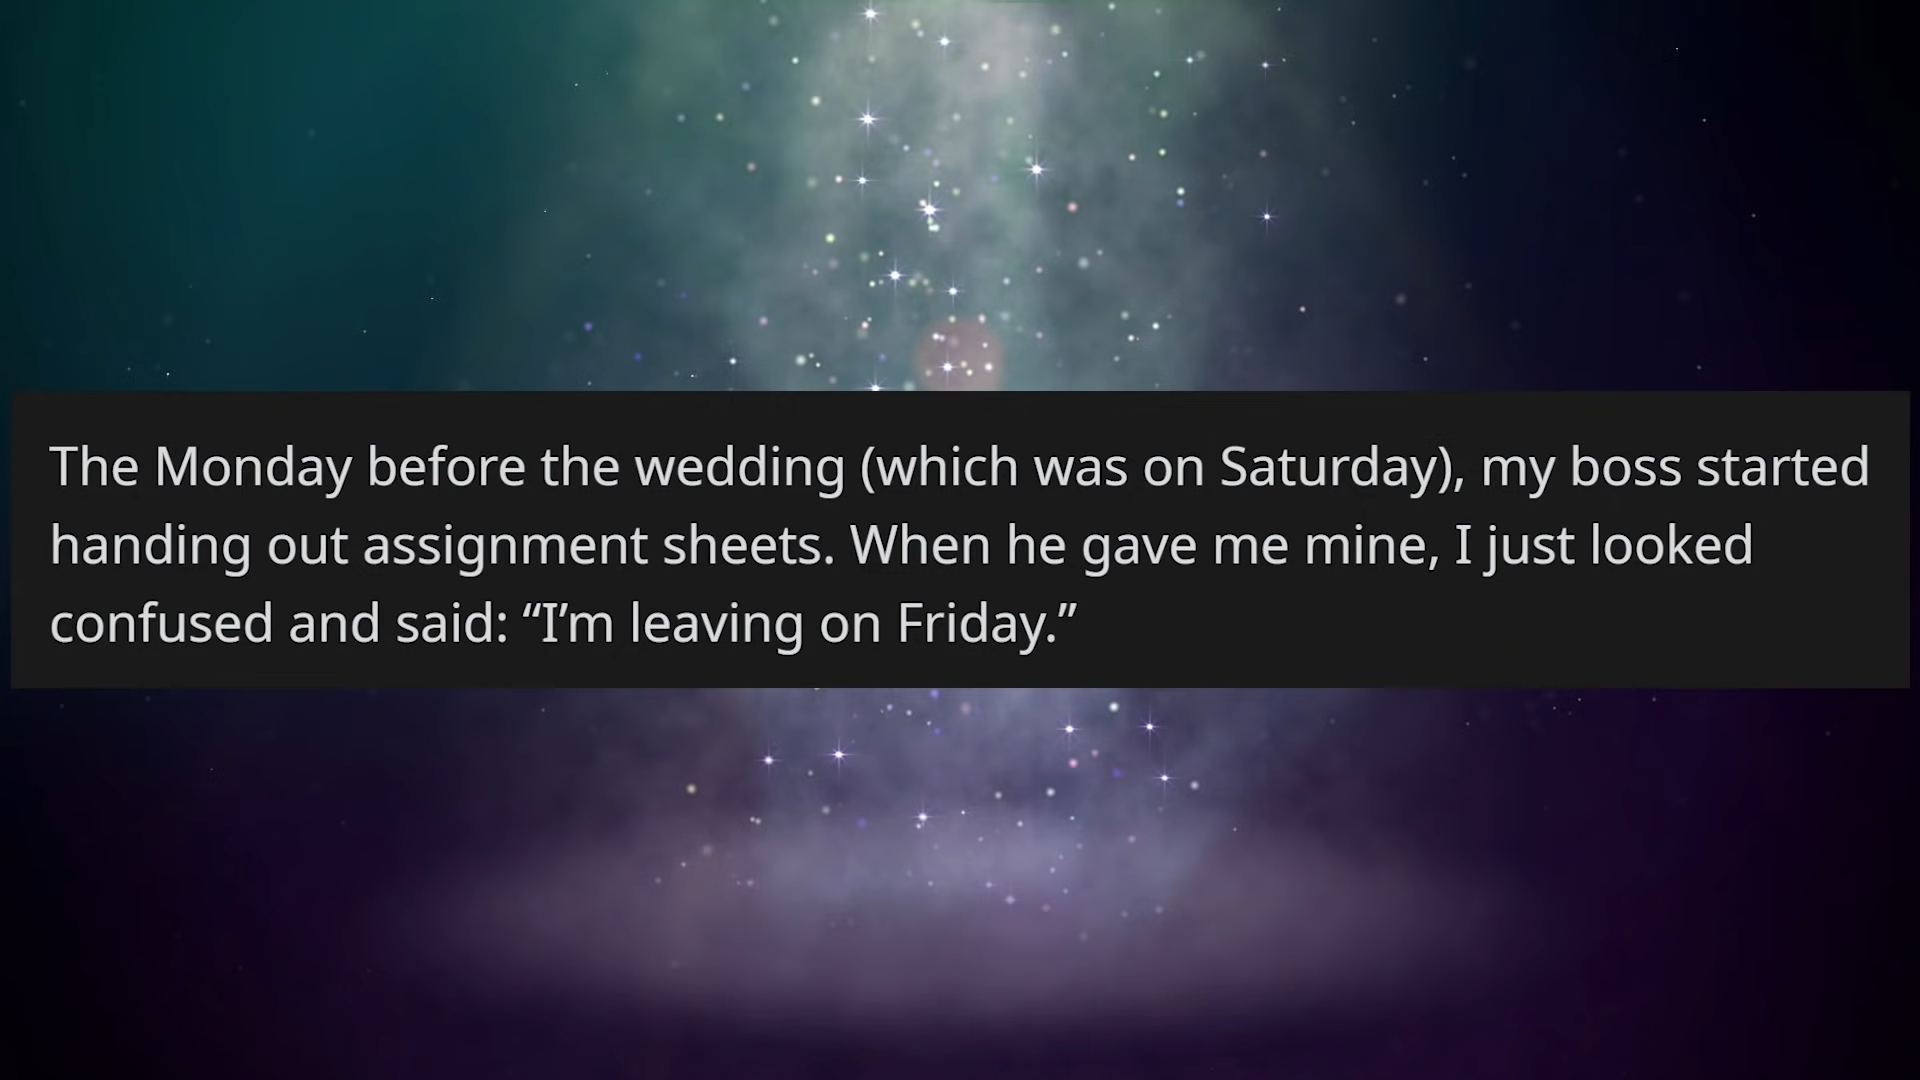 The Monday before the wedding (which was on Saturday), my boss started
handing out assignment sheets. When he gave me mine, I just looked
confused and said: “I’m leaving on Friday.”